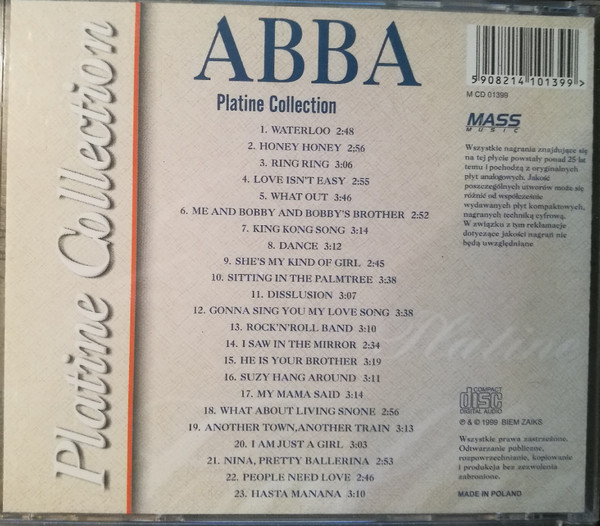 Platine Collection
ABBA
Platine Collection
1. WATERLOO 2:48
2. HONEY HONEY 2:56
3. RING RING 3:06
4. LOVE ISN'T EASY 2:55
5. WHAT OUT 3:46
6. ME AND BOBBY AND BOBBY'S BROTHER 2:52
7. KING KONG SONG 3:14
8. DANCE 3:12
9. SHE'S MY KIND OF GIRL 2:45
10. SITTING IN THE PALMTREE 3:38
11. DISSLUSION 3:07
12. GONNA SING YOU MY LOVE SONG 3:38
13. ROCK'N'ROLL BAND 3:10
14. I SAW IN THE MIRROR 2:34
15. HE IS YOUR BROTHER 3:19
16. SUZY HANG AROUND 3:11
17. MY MAMA SAID 3:14
18. WHAT ABOUT LIVING SNONE 2:56
19. ANOTHER TOWN,ANOTHER TRAIN 3:13
20. I AM JUST A GIRL 3:03
21. NINA, PRETTY BALLERINA 2:53
22. PEOPLE NEED LOVE 2:46
23. HASTA MANANA 3:10
5 908214 101399 >
M CD 01399
MASS
MUSIC
Wszystkie nagrania znajdujące się
na tej płycie powstały ponad 25 lat
temu i pochodzą z oryginalnych
płyt analogowych. Jakość
poszczególnych utworów może się
różnić od współcześnie
wydawanych płyt kompaktowych,
nagranych techniką cyfrową.
W związku z tym reklamacje
dotyczące jakości nagrań nie
będą uwzględniane
Platine
COMPACT
disc
DIGITAL AUDIO
℗ & © 1999 BIEM ZAIKS
Wszystkie prawa zastrzeżone.
Odtwarzanie publiczne,
rozpowszechnianie, kopiowanie
i produkcja bez zezwolenia
zabronione.
MADE IN POLAND